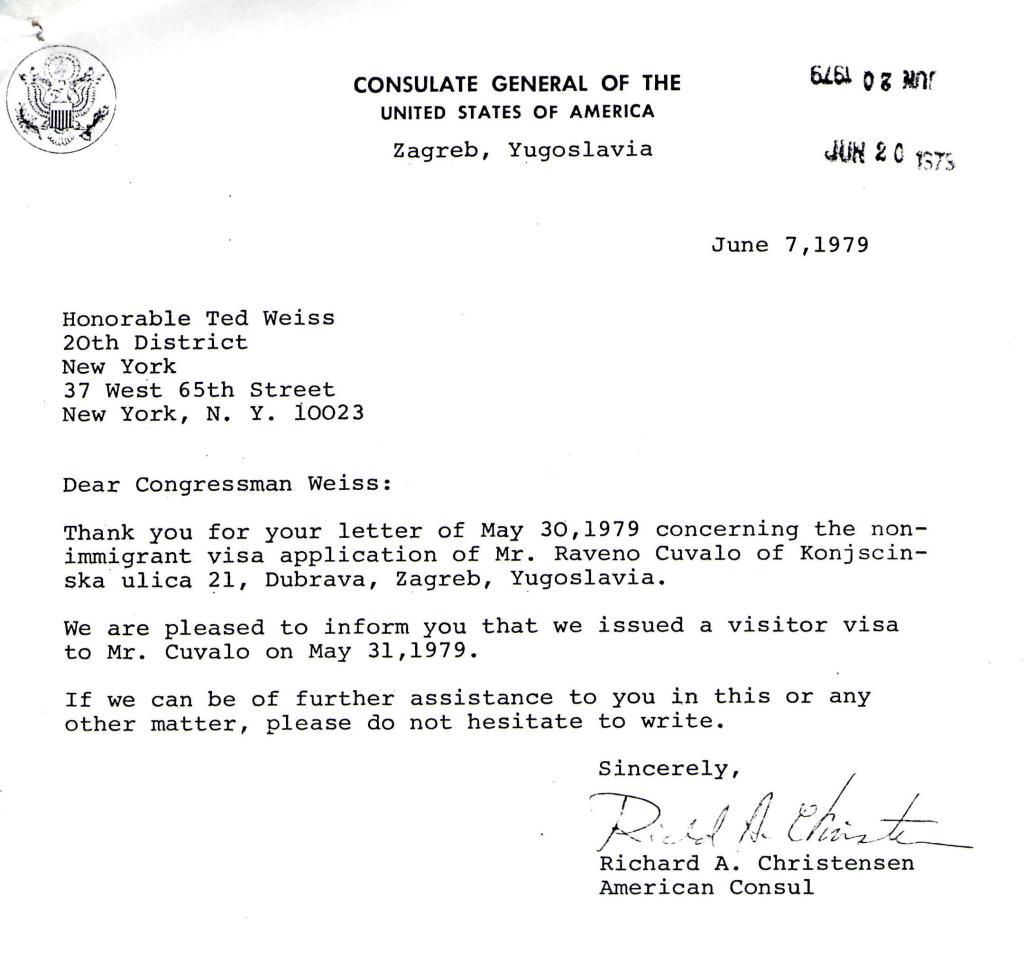 CONSULATE GENERAL OF THE
UNITED STATES OF AMERICA
Zagreb, Yugoslavia
JUN 20 1979
JUN 20 1979
June 7,1979
Honorable Ted Weiss
20th District
New York
37 West 65th Street
New York, N. Y. 10023
Dear Congressman Weiss:
Thank you for your letter of May 30,1979 concerning the non-
immigrant visa application of Mr. Raveno Cuvalo of Konjscin-
ska ulica 21, Dubrava, Zagreb, Yugoslavia.
We are pleased to inform you that we issued a visitor visa
to Mr. Cuvalo on May 31,1979.
If we can be of further assistance to you in this or any
other matter, please do not hesitate to write.
Sincerely,
Richd A. Christe
Richard A. Christensen
American Consul